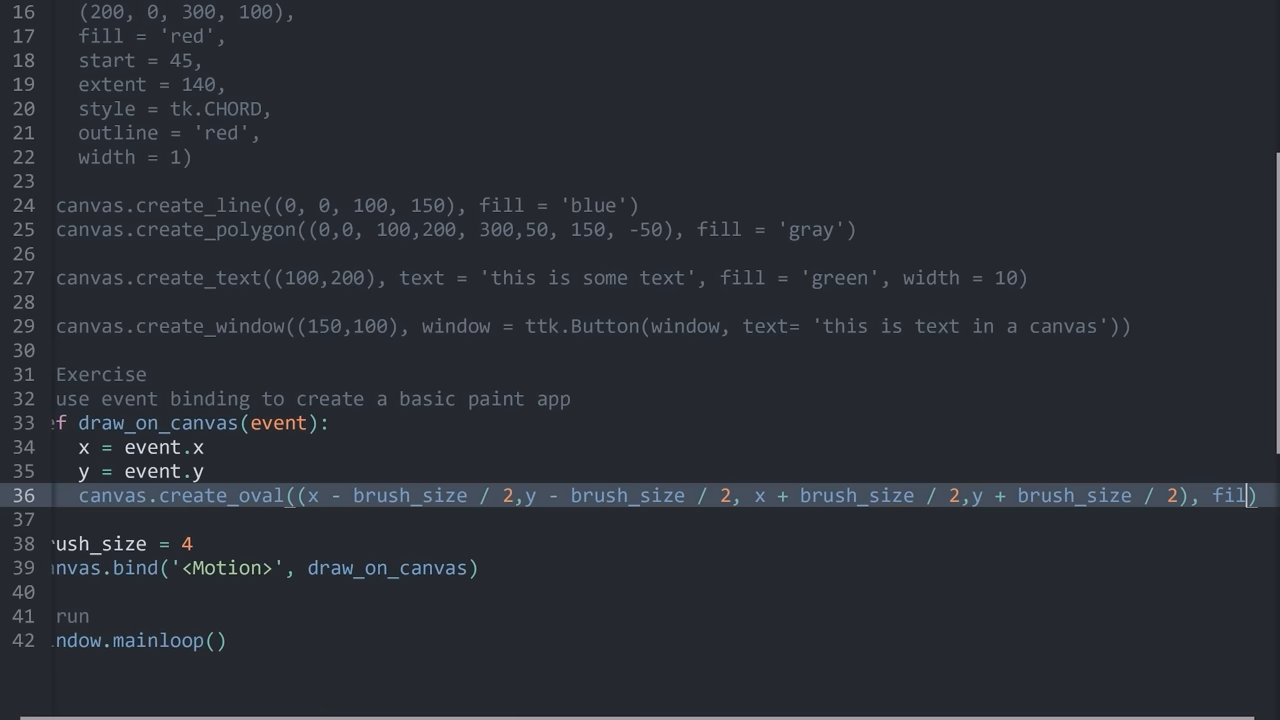 16 (200, 0, 300, 100),
17 fill = 'red',
18 start = 45,
19 extent = 140,
20 style = tk.CHORD,
21 outline = 'red',
22 width = 1)
23
24 canvas.create_line((0, 0, 100, 150), fill = 'blue')
25 canvas.create_polygon((0,0, 100,200, 300,50, 150, -50), fill = 'gray')
26
27 canvas.create_text((100,200), text = 'this is some text', fill = 'green', width = 10)
28
29 canvas.create_window((150,100), window = ttk.Button(window, text= 'this is text in a canvas'))
30
31 Exercise
32 use event binding to create a basic paint app
33 ef draw_on_canvas(event):
34 x = event.x
35 y = event.y
36 canvas.create_oval((x - brush_size / 2,y - brush_size / 2, x + brush_size / 2,y + brush_size / 2), fil)
37
38 rush_size = 4
39 anvas.bind('<Motion>', draw_on_canvas)
40
41 run
42 indow.mainloop()